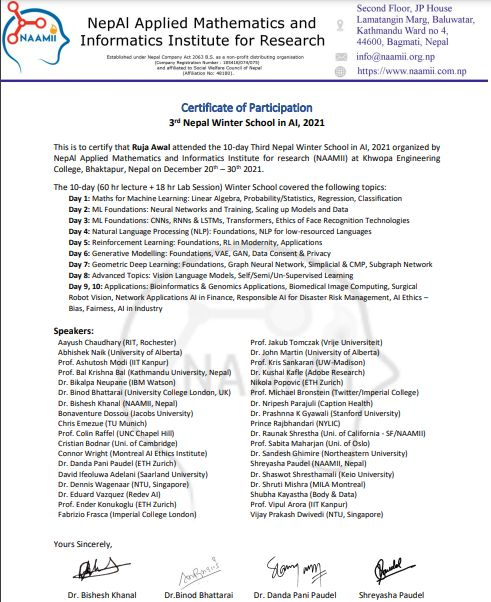 NAAMII
NepAl Applied Mathematics and
Informatics Institute for Research
Established under Nepal Company Act 2063 B.S. as a non-profit distributing organisation
(Company Registration Number : 185416/074/075)
and affiliated to Social Welfare Council of Nepal
(Affiliation No: 48180).
Second Floor, JP House
Lamatangin Marg, Baluwatar,
Kathmandu Ward no 4,
44600, Bagmati, Nepal
info@naamii.org.np
https://www.naamii.com.np
Certificate of Participation
3rd Nepal Winter School in AI, 2021
This is to certify that Ruja Awal attended the 10-day Third Nepal Winter School in AI, 2021 organized by
NepAl Applied Mathematics and Informatics Institute for research (NAAMII) at Khwopa Engineering
College, Bhaktapur, Nepal on December 20th – 30th 2021.
The 10-day (60 hr lecture + 18 hr Lab Session) Winter School covered the following topics:
Day 1: Maths for Machine Learning: Linear Algebra, Probability/Statistics, Regression, Classification
Day 2: ML Foundations: Neural Networks and Training, Scaling up Models and Data
Day 3: ML Foundations: CNNs, RNNs & LSTMs, Transformers, Ethics of Face Recognition Technologies
Day 4: Natural Language Processing (NLP): Foundations, NLP for low-resourced Languages
Day 5: Reinforcement Learning: Foundations, RL in Modernity, Applications
Day 6: Generative Modelling: Foundations, VAE, GAN, Data Consent & Privacy
Day 7: Geometric Deep Learning: Foundations, Graph Neural Network, Simplicial & CMP, Subgraph Network
Day 8: Advanced Topics: Vision Language Models, Self/Semi/Un-Supervised Learning
Day 9, 10: Applications: Bioinformatics & Genomics Applications, Biomedical Image Computing, Surgical
Robot Vision, Network Applications AI in Finance, Responsible AI for Disaster Risk Management, AI Ethics –
Bias, Fairness, AI in Industry
Speakers:
Aayush Chaudhary (RIT, Rochester)
Abhishek Naik (University of Alberta)
Prof. Ashutosh Modi (IIT Kanpur)
Prof. Bal Krishna Bal (Kathmandu University, Nepal)
Dr. Bikalpa Neupane (IBM Watson)
Dr. Binod Bhattarai (University College London, UK)
Dr. Bishesh Khanal (NAAMII, Nepal)
Bonaventure Dossou (Jacobs University)
Chris Emezue (TU Munich)
Prof. Colin Raffel (UNC Chapel Hill)
Cristian Bodnar (Uni. of Cambridge)
Connor Wright (Montreal AI Ethics Institute)
Dr. Danda Pani Paudel (ETH Zurich)
David Ifeoluwa Adelani (Saarland University)
Dr. Dennis Wagenaar (NTU, Singapore)
Dr. Eduard Vazquez (Redev AI)
Prof. Ender Konukoglu (ETH Zurich)
Fabrizio Frasca (Imperial College London)
Prof. Jakub Tomczak (Vrije Universiteit)
Dr. John Martin (University of Alberta)
Prof. Kris Sankaran (UW-Madison)
Dr. Kushal Kafle (Adobe Research)
Nikola Popovic (ETH Zurich)
Prof. Michael Bronstein (Twitter/Imperial College)
Dr. Nripesh Parajuli (Caption Health)
Dr. Prashnna K Gyawali (Stanford University)
Prince Rajbhandari (NYLIC)
Dr. Raunak Shrestha (Uni. of California - SF/NAAMII)
Prof. Sabita Maharjan (Uni. of Oslo)
Dr. Sandesh Ghimire (Northeastern University)
Shreyasha Paudel (NAAMII, Nepal)
Dr. Shaswot Shresthamali (Keio University)
Dr. Shruti Mishra (MILA Montreal)
Shubha Kayastha (Body & Data)
Prof. Vipul Arora (IIT Kanpur)
Vijay Prakash Dwivedi (NTU, Singapore)
Yours Sincerely,
Dr. Bishesh Khanal
Dr.Binod Bhattarai
Dr. Danda Pani Paudel
Shreyasha Paudel